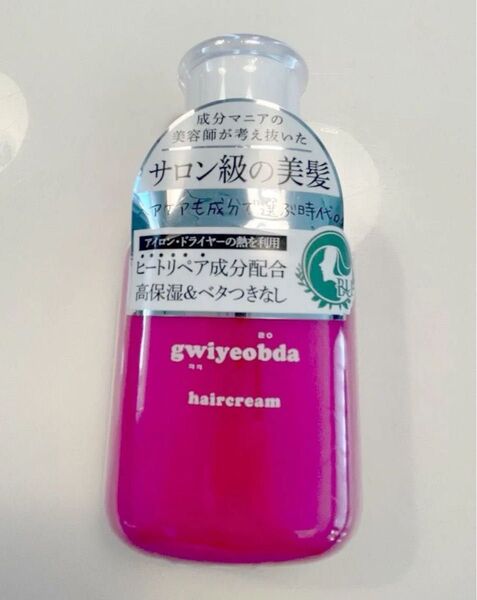 成分マニアの
美容師が考え抜いた
サロン級の美髪
ヘアケアも成分で選ぶ時代。
アイロン・ドライヤーの熱を利用
ヒートリペア成分配合
高保湿&ベタつきなし
gwiyeobda
haircream